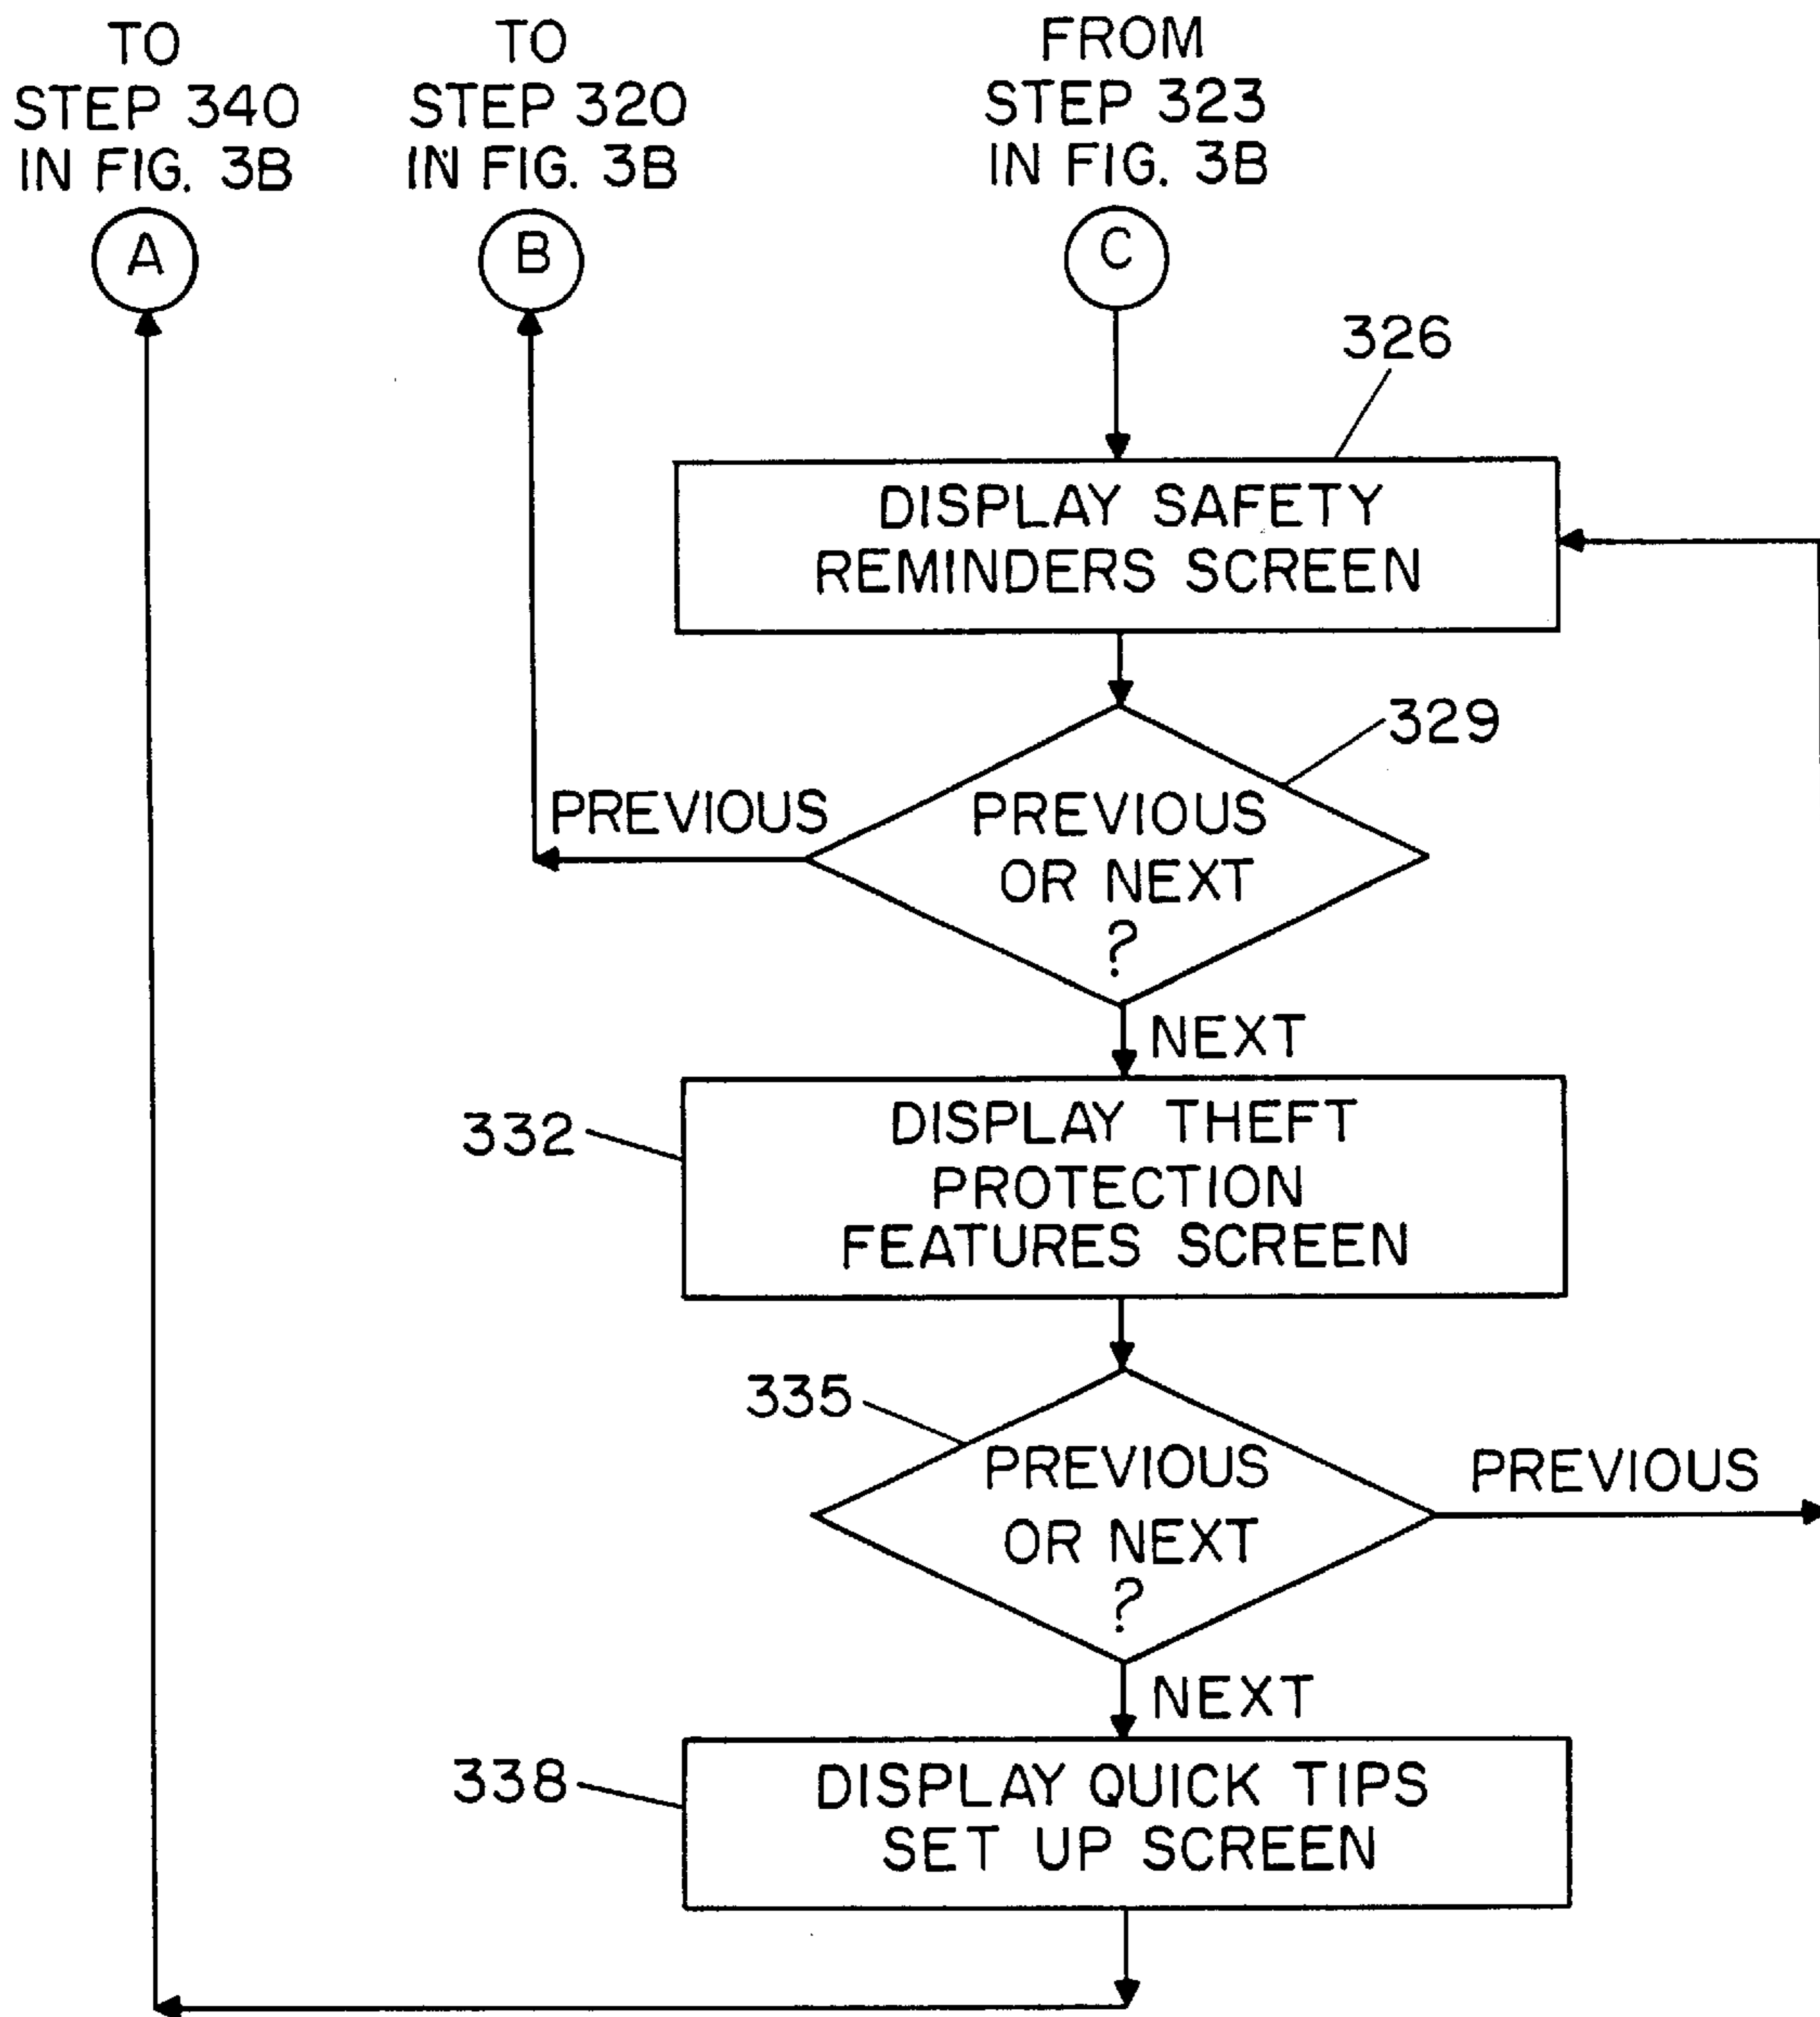 TO
STEP 340
IN FIG. 3B
A
TO
STEP 320
IN FIG. 3B
B
FROM
STEP 323
IN FIG. 3B
C
326
DISPLAY SAFETY
REMINDERS SCREEN
329
PREVIOUS
PREVIOUS
OR NEXT
?
NEXT
332
DISPLAY THEFT
PROTECTION
FEATURES SCREEN
335
PREVIOUS
OR NEXT
?
PREVIOUS
NEXT
338
DISPLAY QUICK TIPS
SET UP SCREEN